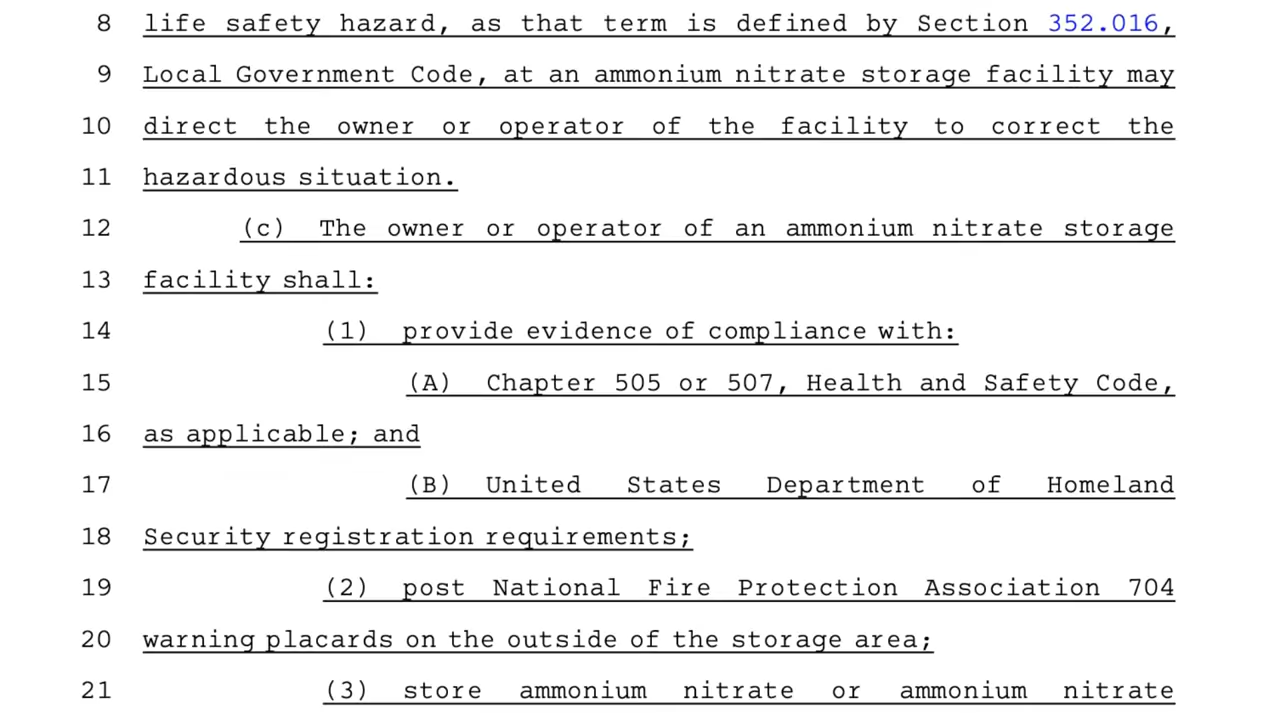 8 life safety hazard, as that term is defined by Section 352.016,
9 Local Government Code, at an ammonium nitrate storage facility may
10 direct the owner or operator of the facility to correct the
11 hazardous situation.
12 (c) The owner or operator of an ammonium nitrate storage
13 facility shall:
14 (1) provide evidence of compliance with:
15 (A) Chapter 505 or 507, Health and Safety Code,
16 as applicable; and
17 (B) United States Department of Homeland
18 Security registration requirements;
19 (2) post National Fire Protection Association 704
20 warning placards on the outside of the storage area;
21 (3) store ammonium nitrate or ammonium nitrate